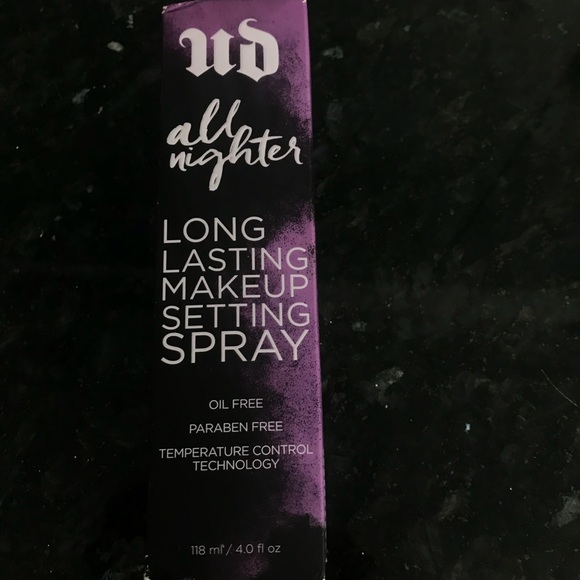 UD
all
nighter
LONG
LASTING
MAKEUP
SETTING
SPRAY
OIL FREE
PARABEN FREE
TEMPERATURE CONTROL
TECHNOLOGY
118 ml / 4.0 fl oz